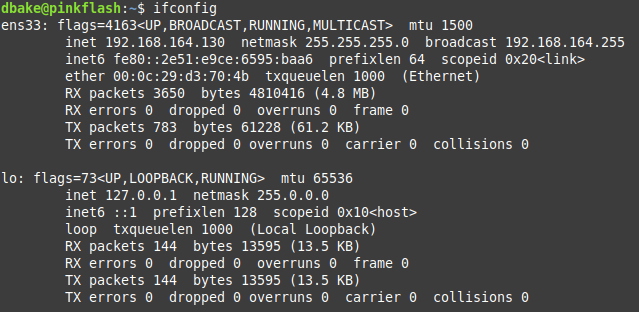 dbake@pinkflash:~$ ifconfig
ens33: flags=4163<UP,BROADCAST,RUNNING,MULTICAST>  mtu 1500
        inet 192.168.164.130  netmask 255.255.255.0  broadcast 192.168.164.255
        inet6 fe80::2e51:e9ce:6595:baa6  prefixlen 64  scopeid 0x20<link>
        ether 00:0c:29:d3:70:4b  txqueuelen 1000  (Ethernet)
        RX packets 3650  bytes 4810416 (4.8 MB)
        RX errors 0  dropped 0  overruns 0  frame 0
        TX packets 783  bytes 61228 (61.2 KB)
        TX errors 0  dropped 0 overruns 0  carrier 0  collisions 0

lo: flags=73<UP,LOOPBACK,RUNNING>  mtu 65536
        inet 127.0.0.1  netmask 255.0.0.0
        inet6 ::1  prefixlen 128  scopeid 0x10<host>
        loop  txqueuelen 1000  (Local Loopback)
        RX packets 144  bytes 13595 (13.5 KB)
        RX errors 0  dropped 0  overruns 0  frame 0
        TX packets 144  bytes 13595 (13.5 KB)
        TX errors 0  dropped 0 overruns 0  carrier 0  collisions 0